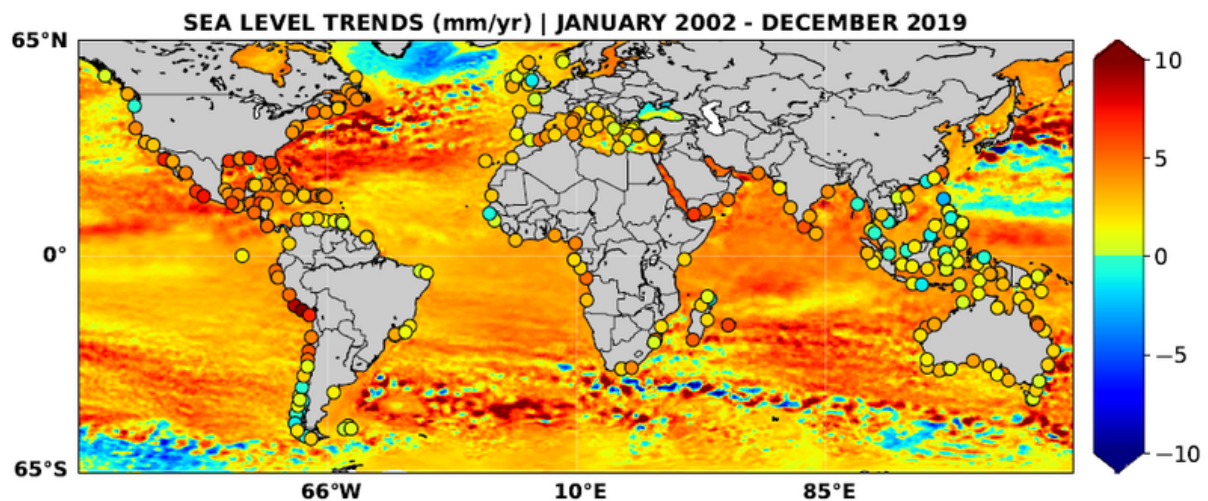 SEA LEVEL TRENDS (mm/yr) | JANUARY 2002 - DECEMBER 2019
65°N
0°
65°S
66°W
10°E
85°E
10
5
0
−5
−10